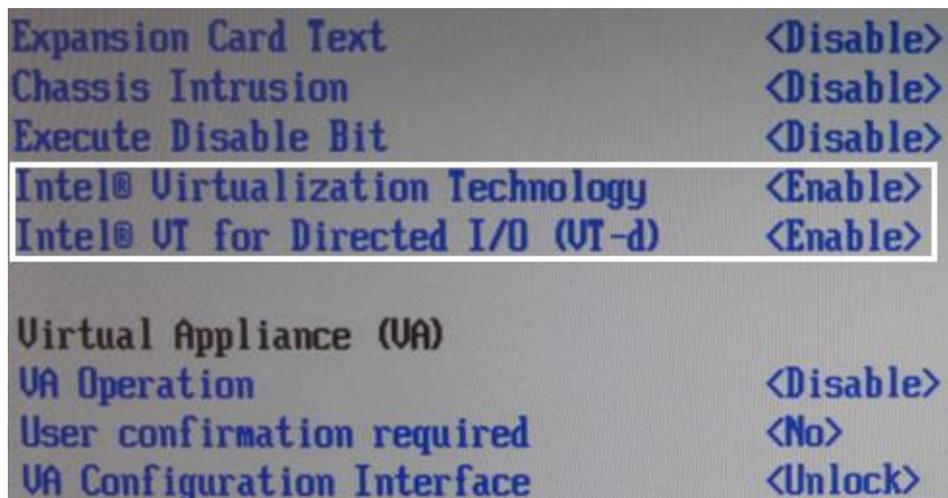 Expansion Card Text <Disable>
Chassis Intrusion <Disable>
Execute Disable Bit <Disable>
Intel® Virtualization Technology <Enable>
Intel® VT for Directed I/O (VT-d) <Enable>
Virtual Appliance (VA)
VA Operation <Disable>
User confirmation required <No>
VA Configuration Interface <Unlock>